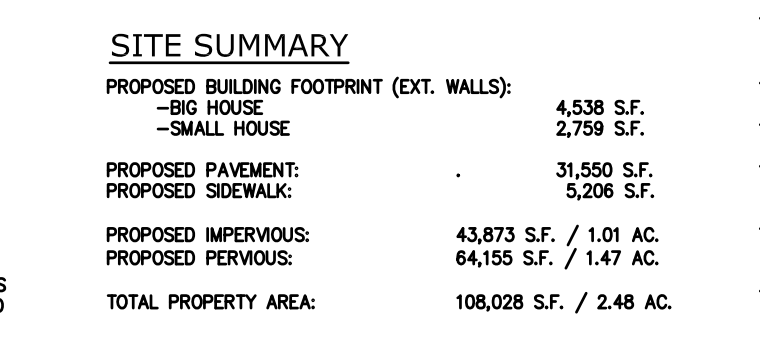 SITE SUMMARY
PROPOSED BUILDING FOOTPRINT (EXT. WALLS):
-BIG HOUSE 4,538 S.F.
-SMALL HOUSE 2,759 S.F.
PROPOSED PAVEMENT: . 31,550 S.F.
PROPOSED SIDEWALK: 5,206 S.F.
PROPOSED IMPERVIOUS: 43,873 S.F. / 1.01 AC.
PROPOSED PERVIOUS: 64,155 S.F. / 1.47 AC.
TOTAL PROPERTY AREA: 108,028 S.F. / 2.48 AC.